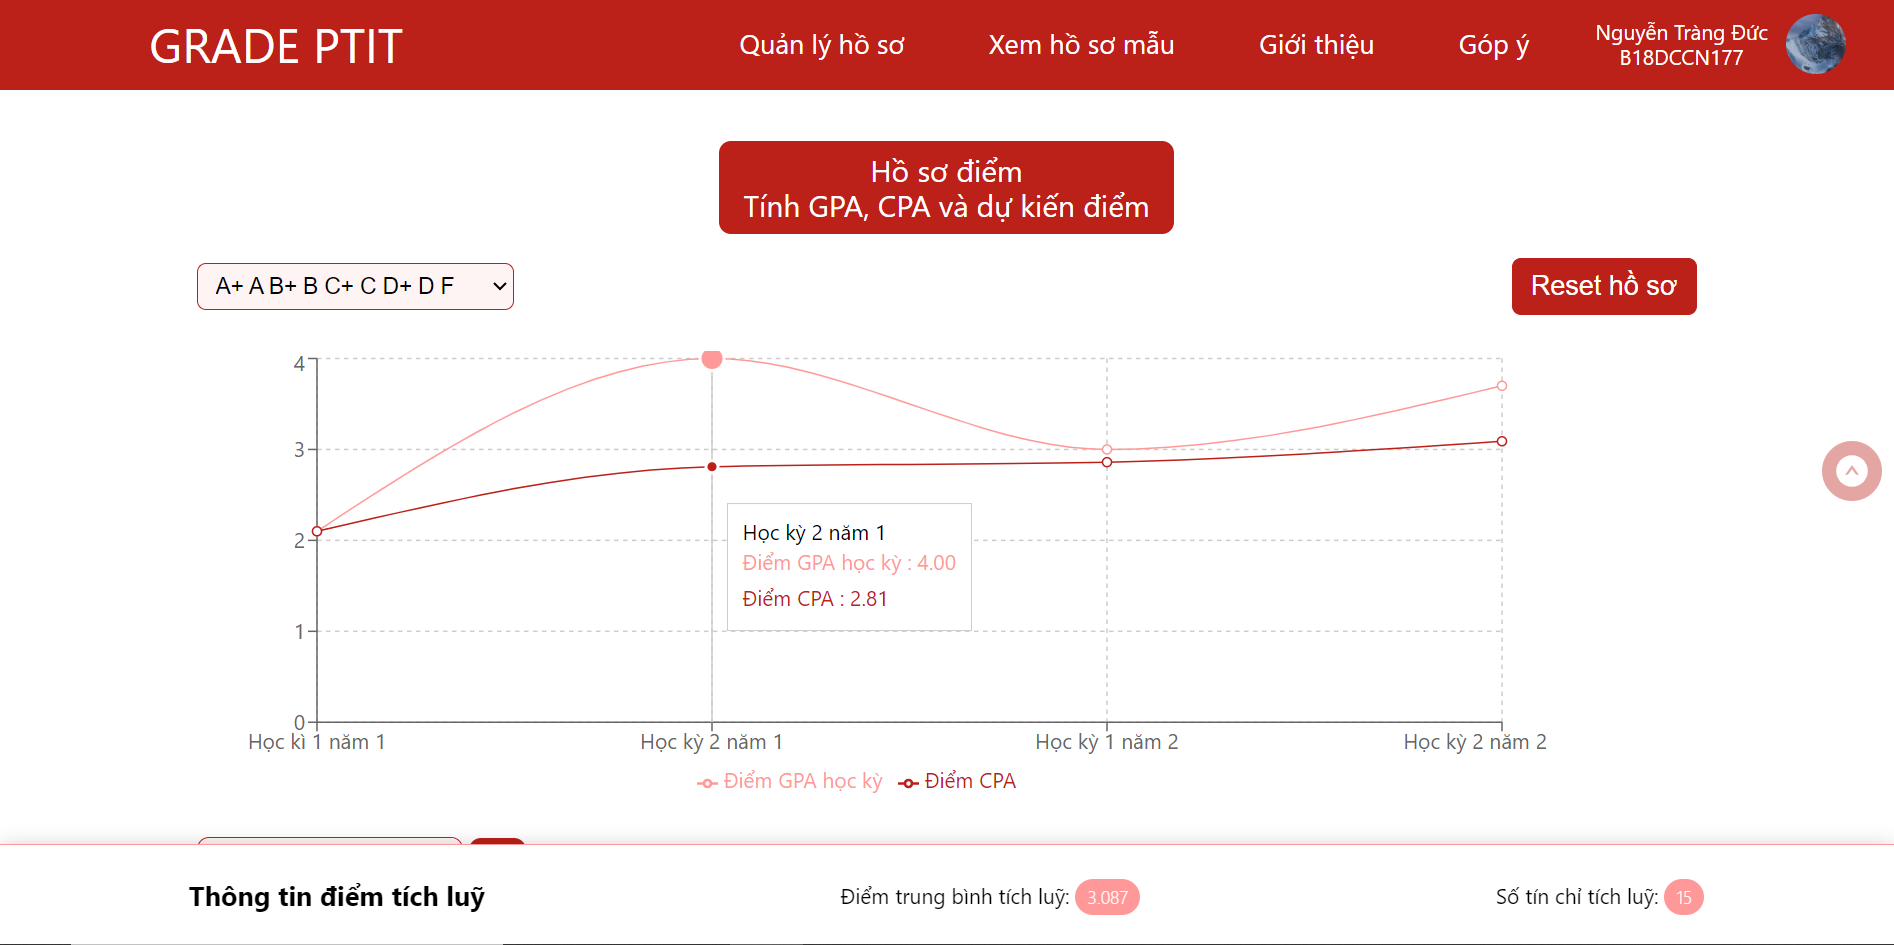 GRADE PTIT
Quản lý hồ sơ
Xem hồ sơ mẫu
Giới thiệu
Góp ý
Nguyễn Tràng Đức
B18DCCN177
Hồ sơ điểm
Tính GPA, CPA và dự kiến điểm
A+ A B+ B C+ C D+ D F
Reset hồ sơ
4
3
2
1
0
Học kỳ 2 năm 1
Điểm GPA học kỳ : 4.00
Điểm CPA : 2.81
Học kì 1 năm 1
Học kỳ 2 năm 1
Học kỳ 1 năm 2
Học kỳ 2 năm 2
Điểm GPA học kỳ
Điểm CPA
Thông tin điểm tích luỹ
Điểm trung bình tích luỹ: 3.087
Số tín chỉ tích luỹ: 15